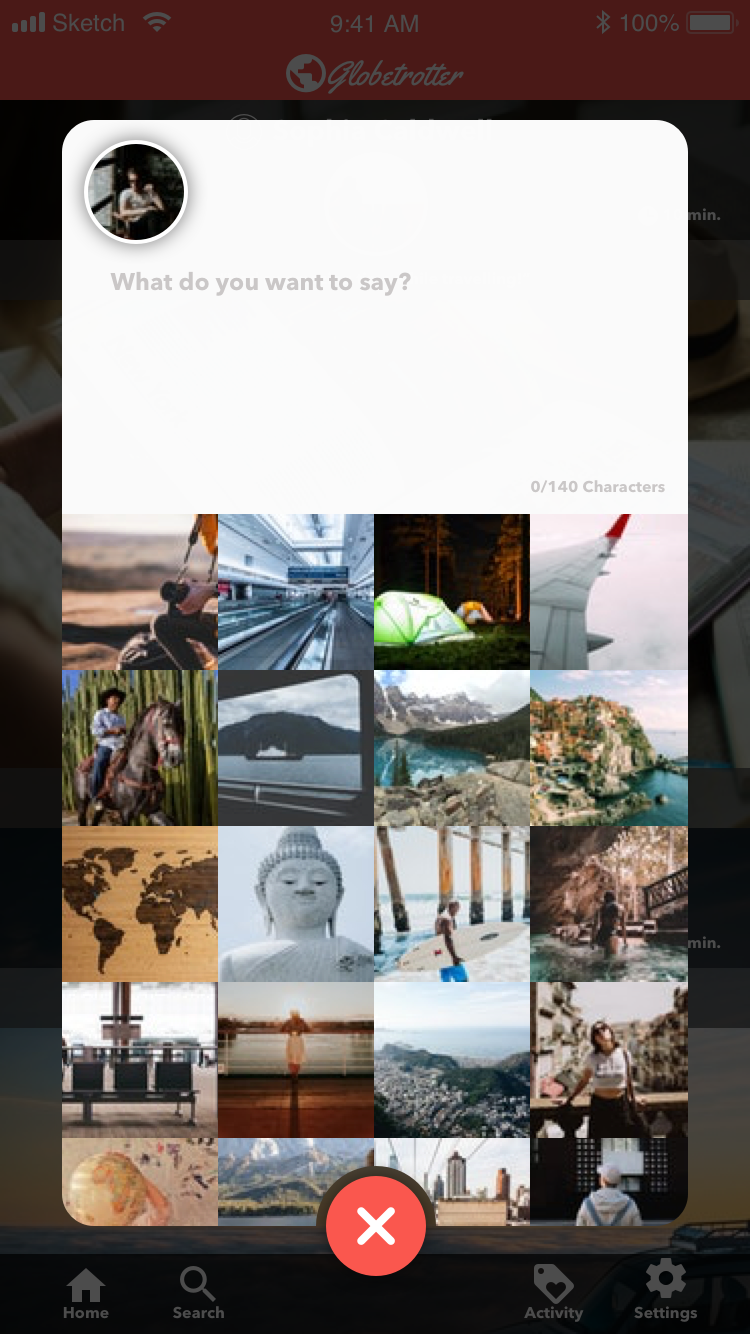 Sketch 9:41 AM 100%
Globetrotter
min.
What do you want to say?
0/140 Characters
min.
Home Search Activity Settings